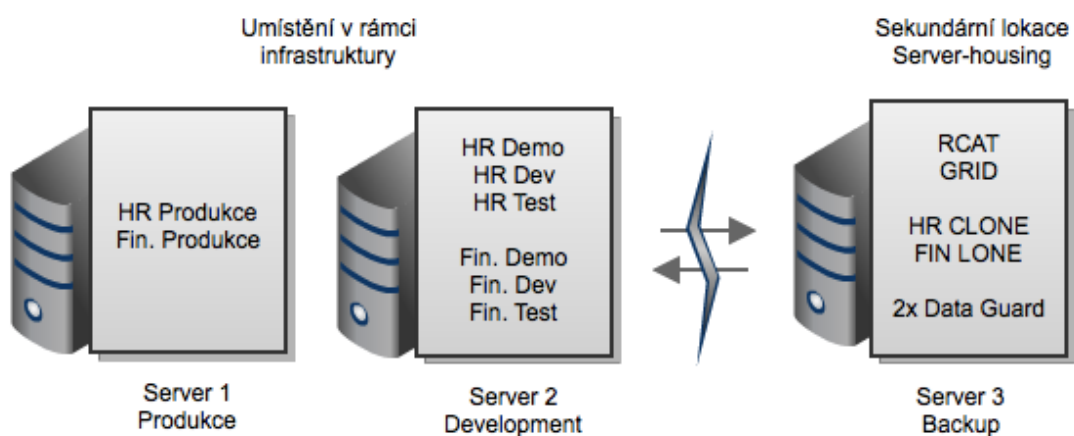 Umístění v rámci
infrastruktury
Sekundární lokace
Server-housing
HR Produkce
Fin. Produkce
HR Demo
HR Dev
HR Test
Fin. Demo
Fin. Dev
Fin. Test
RCAT
GRID
HR CLONE
FIN LONE
2x Data Guard
Server 1
Produkce
Server 2
Development
Server 3
Backup